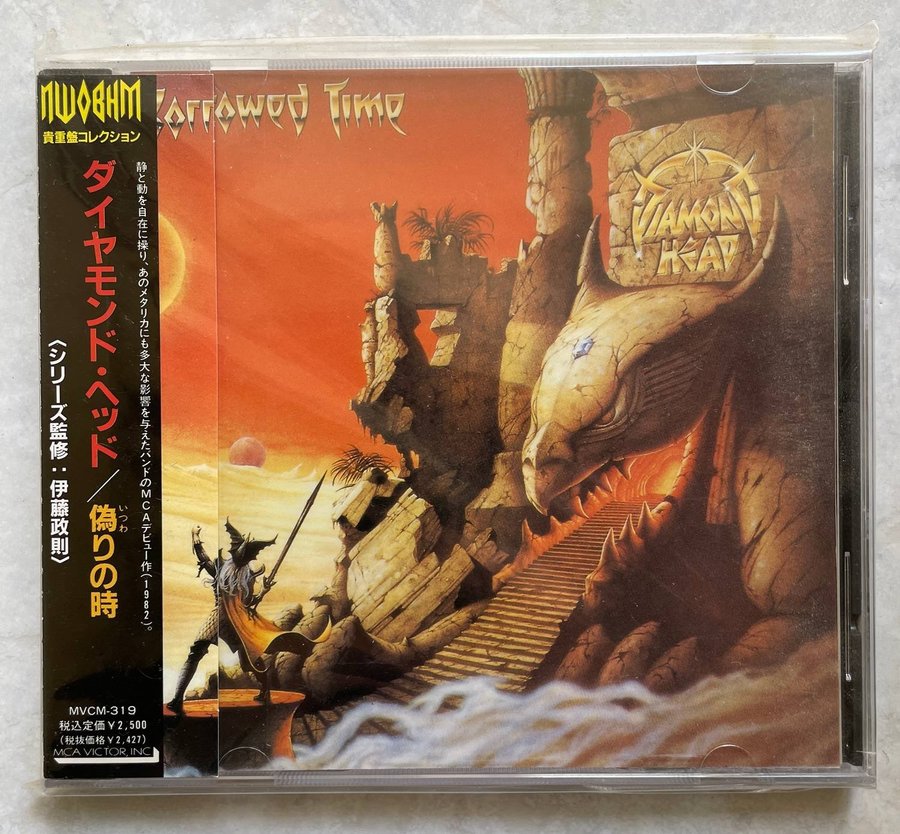 NWOBHM
貴重盤コレクション
ダイヤモンド・ヘッド／偽りの時
いつわ
〈シリーズ監修：伊藤政則〉
静と動を自在に操り、あのメタリカにも多大な影響を与えたバンドのMCAデビュー作（1982）。
MVCM-319
税込定価￥2,500
（税抜価格￥2,427）
MCA VICTOR, INC.
Borrowed Time
DIAMOND
HEAD